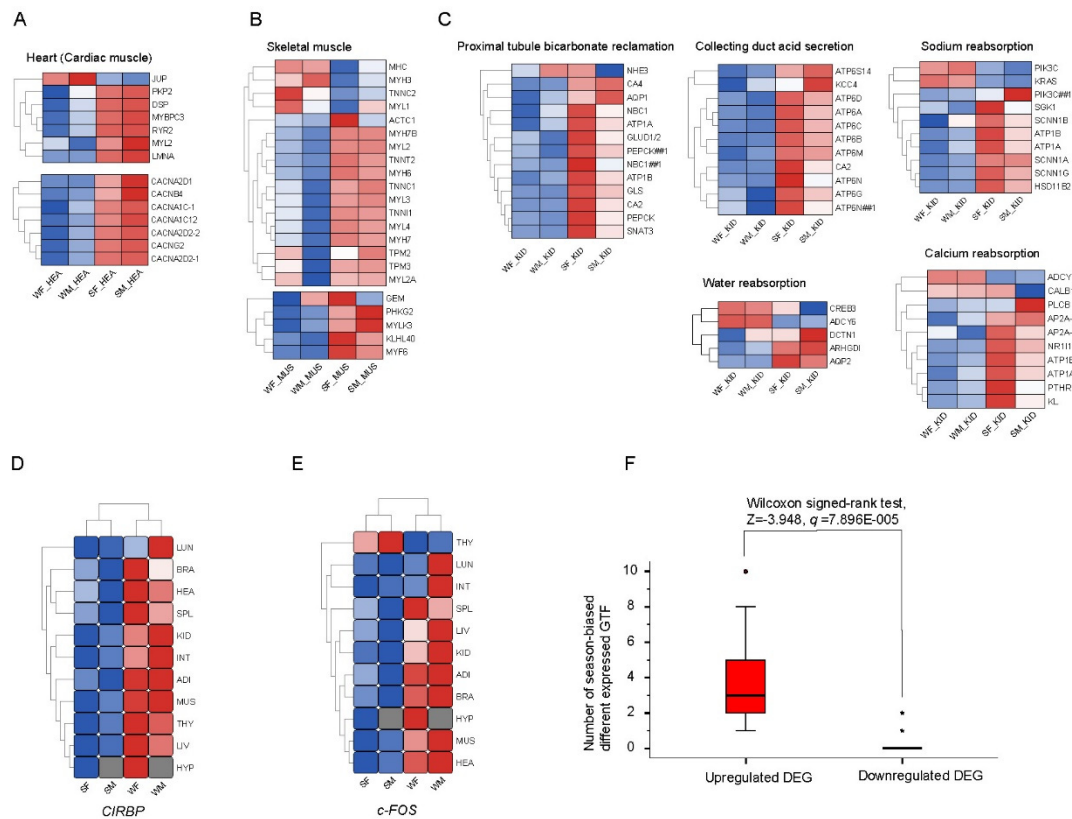 A
Heart (Cardiac muscle)
JUP
PKP2
DSP
MYBPC3
RYR2
MYL2
LMNA
CACNA2D1
CACNB4
CACNA1C-1
CACNA1C12
CACNA2D2-2
CACNG2
CACNA2D2-1
WF_HEA
WM_HEA
SF_HEA
SM_HEA
B
Skeletal muscle
MHC
MYH3
TNNC2
MYL1
ACTC1
MYH7B
MYL2
TNNT2
MYH6
TNNC1
MYL3
TNNI1
MYL4
MYH7
TPM2
TPM3
MYL2A
GEM
PHKG2
MYLK3
KLHL40
MYF6
WF_MUS
WM_MUS
SF_MUS
SM_MUS
C
Proximal tubule bicarbonate reclamation
NHE3
CA4
AQP1
NBC1
ATP1A
GLUD1/2
PEPCK##1
NBC1##1
ATP1B
GLS
CA2
PEPCK
SNAT3
WF_KID
WM_KID
SF_KID
SM_KID
Collecting duct acid secretion
ATP6S14
KCC4
ATP6D
ATP6A
ATP6C
ATP6B
ATP6M
CA2
ATP6N
ATP6G
ATP6N##1
WF_KID
WM_KID
SF_KID
SM_KID
Sodium reabsorption
PIK3C
KRAS
PIK3C##1
SGK1
SCNN1B
ATP1B
ATP1A
SCNN1A
SCNN1G
HSD11B2
WF_KID
WM_KID
SF_KID
SM_KID
Water reabsorption
CREB3
ADCY6
DCTN1
ARHGDI
AQP2
WF_KID
WM_KID
SF_KID
SM_KID
Calcium reabsorption
ADCY
CALB1
PLCB
AP2A-
AP2A-
NR1I1
ATP1B
ATP1A
PTHR
KL
WF_KID
WM_KID
SF_KID
SM_KID
D
LUN
BRA
HEA
SPL
KID
INT
ADI
MUS
THY
LIV
HYP
SF
SM
WF
WM
CIRBP
E
THY
LUN
INT
SPL
LIV
KID
ADI
BRA
HYP
MUS
HEA
SF
SM
WF
WM
c-FOS
F
Wilcoxon signed-rank test,
Z=-3.948, q =7.896E-005
Number of season-biased
different expressed GTF
10
8
6
4
2
0
Upregulated DEG
Downregulated DEG